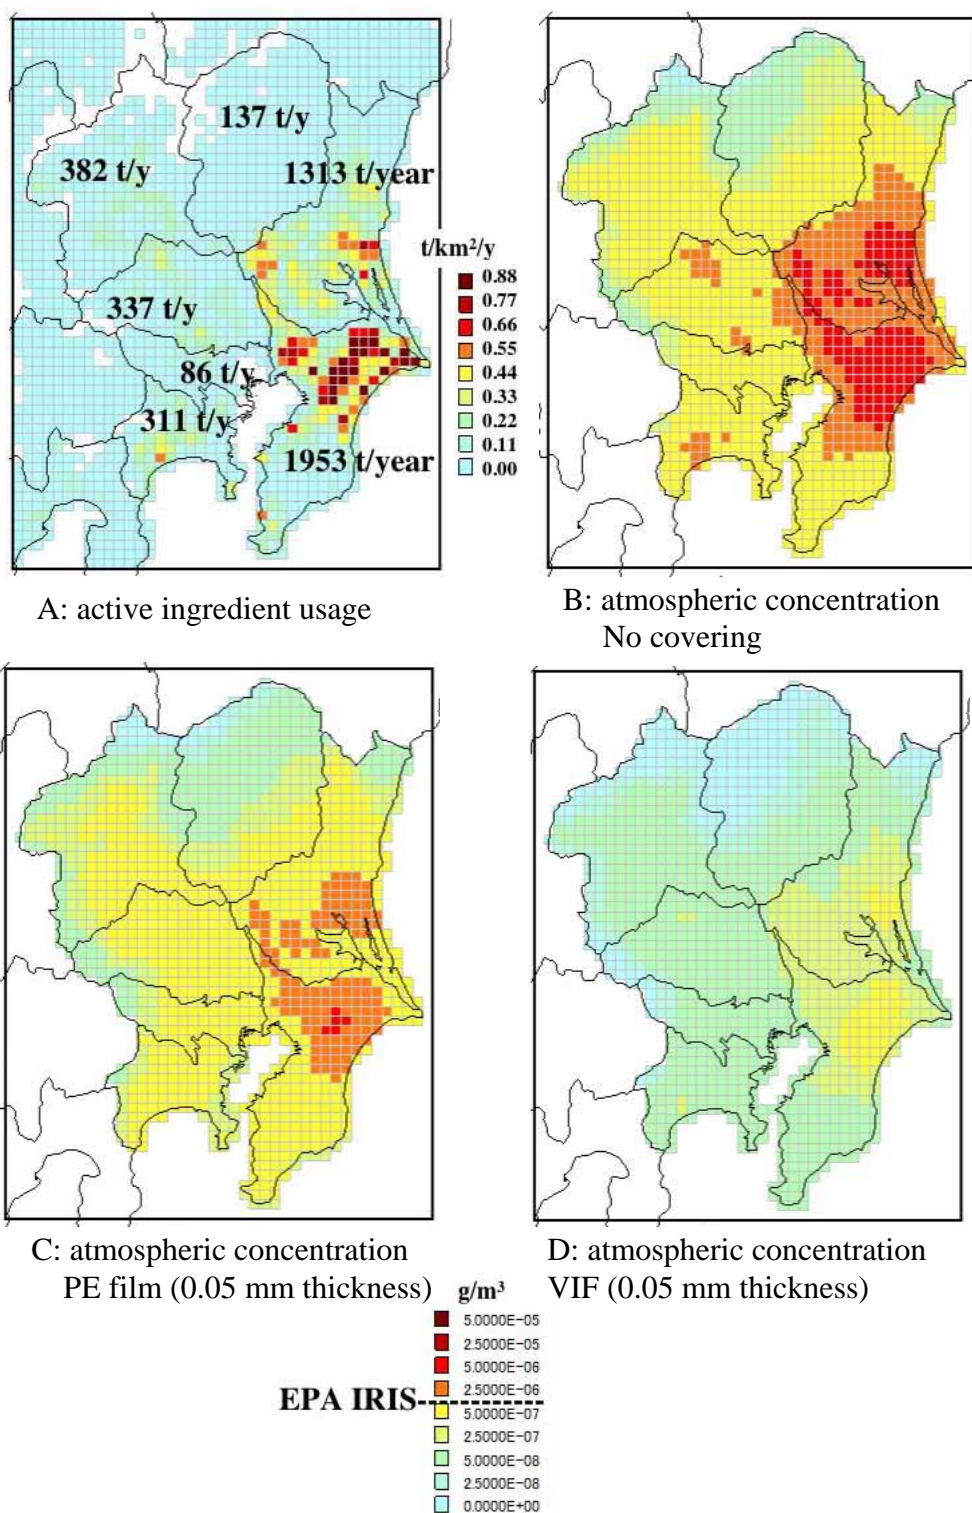 137 t/y
382 t/y
1313 t/year
t/km²/y
0.88
0.77
0.66
0.55
0.44
0.33
0.22
0.11
0.00
337 t/y
86 t/y
311 t/y
1953 t/year
A: active ingredient usage
B: atmospheric concentration
No covering
C: atmospheric concentration
PE film (0.05 mm thickness)
D: atmospheric concentration
VIF (0.05 mm thickness)
g/m³
5.0000E-05
2.5000E-05
5.0000E-06
2.5000E-06
EPA IRIS
5.0000E-07
2.5000E-07
5.0000E-08
2.5000E-08
0.0000E+00